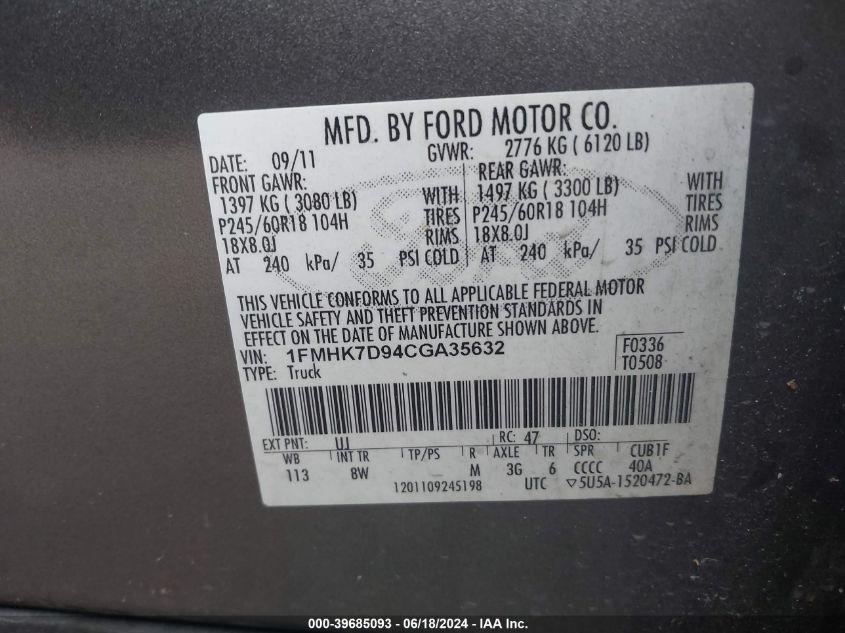 MFD. BY FORD MOTOR CO.
DATE: 09/11 GVWR: 2776 KG ( 6120 LB)
FRONT GAWR: REAR GAWR:
1397 KG ( 3080 LB) WITH 1497 KG ( 3300 LB) WITH
P245/60R18 104H TIRES P245/60R18 104H TIRES
18X8.0J RIMS 18X8.0J RIMS
AT 240 kPa/ 35 PSI COLD AT 240 kPa/ 35 PSI COLD
THIS VEHICLE CONFORMS TO ALL APPLICABLE FEDERAL MOTOR
VEHICLE SAFETY AND THEFT PREVENTION STANDARDS IN
EFFECT ON THE DATE OF MANUFACTURE SHOWN ABOVE.
VIN: 1FMHK7D94CGA35632 F0336
TYPE: Truck T0508
EXT PNT: UJ RC: 47 DSO:
WB INT TR TP/PS R AXLE TR SPR CUB1F
113 8W M 3G 6 CCCC 40A
1201109245198 UTC ▽5U5A-1520472-BA
Ford
000-39685093 - 06/18/2024 - IAA Inc.